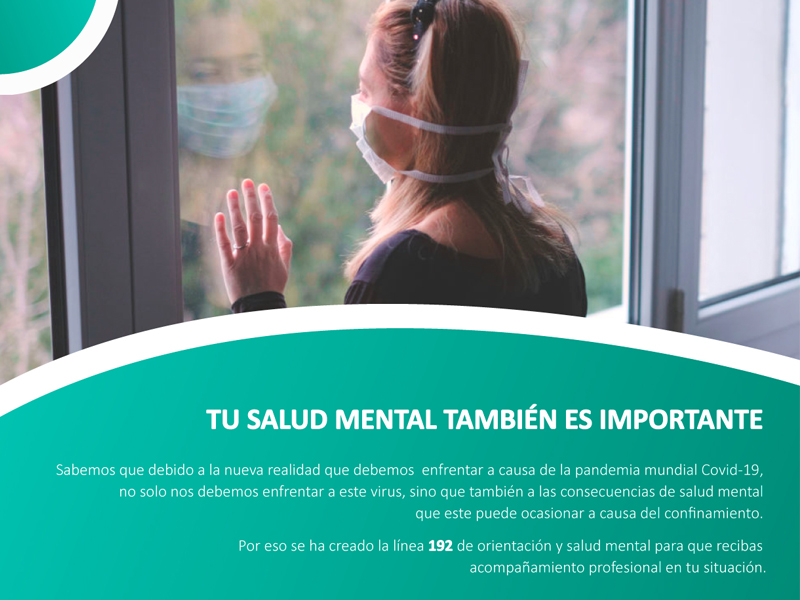 TU SALUD MENTAL TAMBIÉN ES IMPORTANTE
Sabemos que debido a la nueva realidad que debemos  enfrentar a causa de la pandemia mundial Covid-19,
no solo nos debemos enfrentar a este virus, sino que también a las consecuencias de salud mental
que este puede ocasionar a causa del confinamiento.
Por eso se ha creado la línea 192 de orientación y salud mental para que recibas
acompañamiento profesional en tu situación.